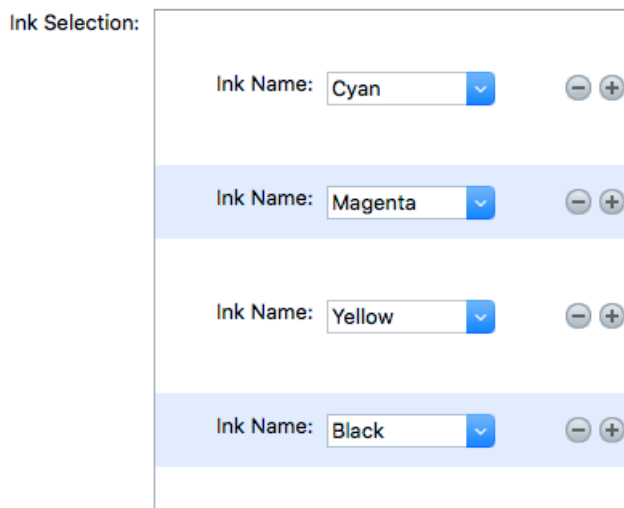 Ink Selection:
Ink Name: Cyan
Ink Name: Magenta
Ink Name: Yellow
Ink Name: Black